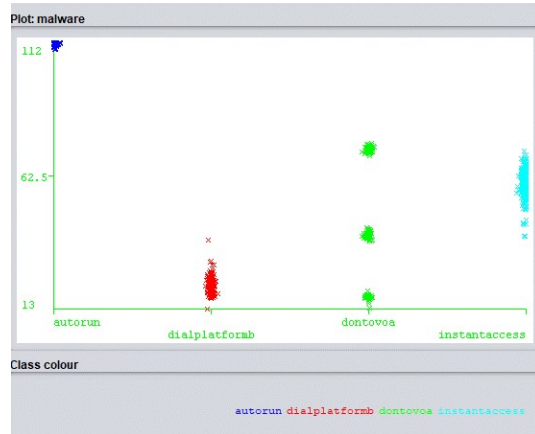 Plot: malware
112
62.5
13
autorun
dontovoa
dialplatformb
instantaccess
Class colour
autorun dialplatformb dontovoa instantaccess